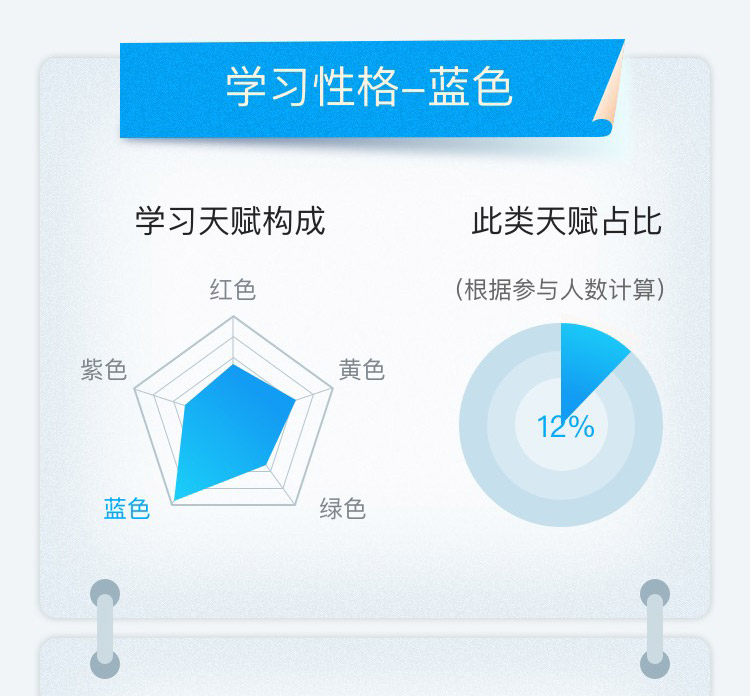 学习性格-蓝色
学习天赋构成
此类天赋占比
(根据参与人数计算)
红色
紫色
黄色
蓝色
绿色
12%